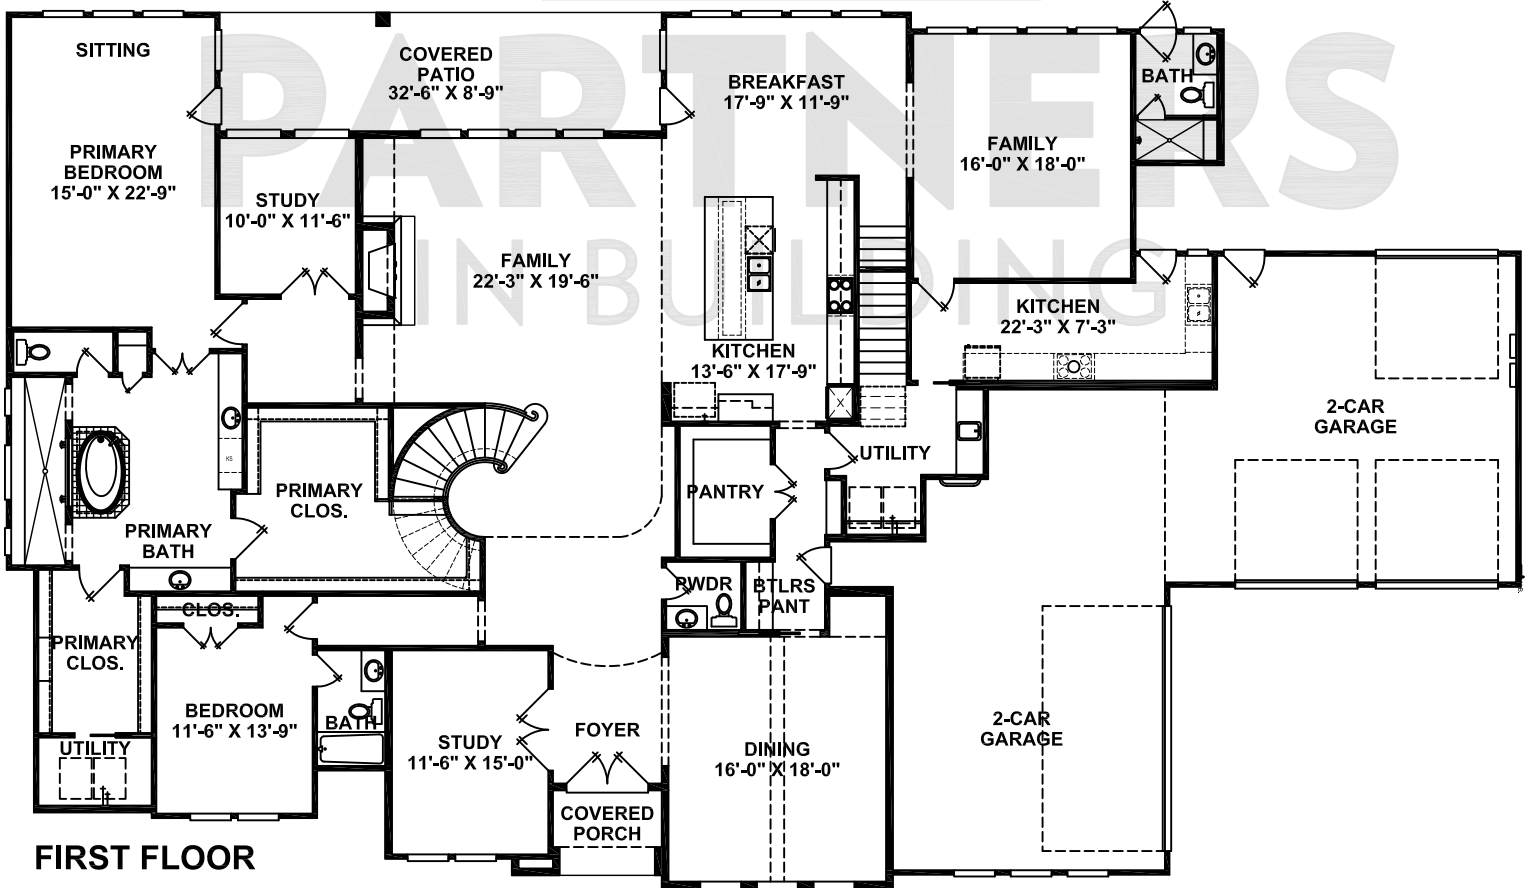 PARTNERS
IN BUILDING
SITTING
COVERED
PATIO
32'-6" X 8'-9"
BREAKFAST
17'-9" X 11'-9"
BATH
FAMILY
16'-0" X 18'-0"
PRIMARY
BEDROOM
15'-0" X 22'-9"
STUDY
10'-0" X 11'-6"
FAMILY
22'-3" X 19'-6"
KITCHEN
22'-3" X 7'-3"
KITCHEN
13'-6" X 17'-9"
2-CAR
GARAGE
UTILITY
KS
PRIMARY
CLOS.
PANTRY
PRIMARY
BATH
PWDR
BTLRS
PANT
CLOS.
PRIMARY
CLOS.
BEDROOM
11'-6" X 13'-9"
BATH
UTILITY
STUDY
11'-6" X 15'-0"
FOYER
DINING
16'-0" X 18'-0"
2-CAR
GARAGE
COVERED
PORCH
FIRST FLOOR